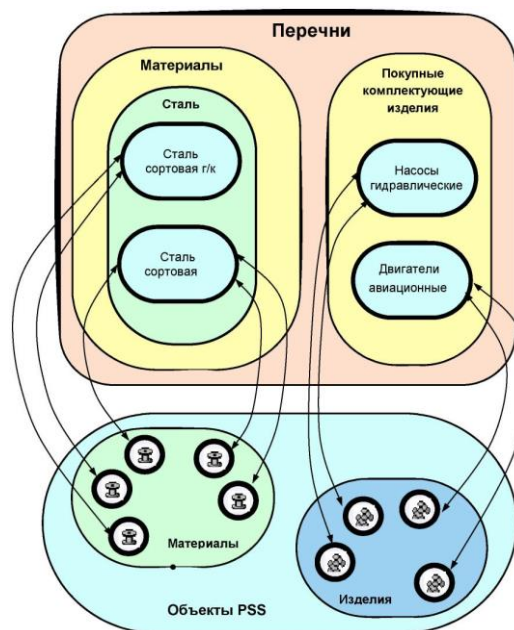 Перечни
Материалы
Сталь
Сталь
сортовая г/к
Сталь
сортовая
Покупные
комплектующие
изделия
Насосы
гидравлические
Двигатели
авиационные
Материалы
Изделия
Объекты PSS